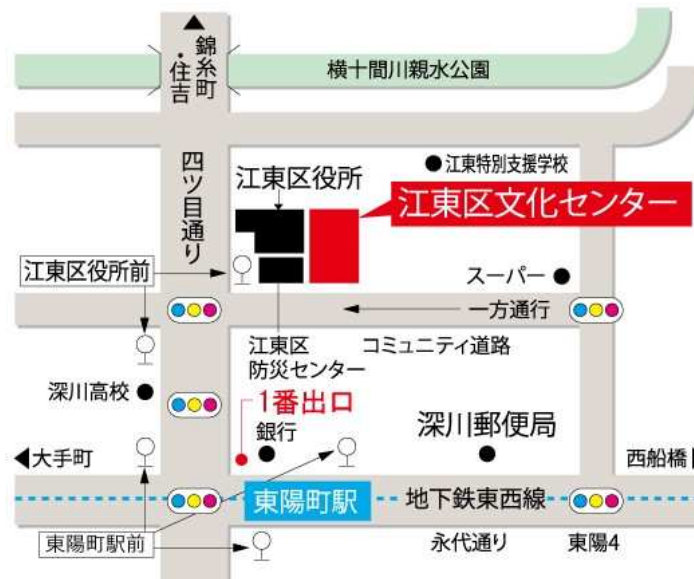 錦糸町
・住吉
横十間川親水公園
四ツ目通り
江東特別支援学校
江東区役所
江東区文化センター
江東区役所前
スーパー
一方通行
江東区
防災センター
コミュニティ道路
深川高校
1番出口
銀行
深川郵便局
大手町
西船橋
東陽町駅
地下鉄東西線
東陽町駅前
永代通り
東陽4